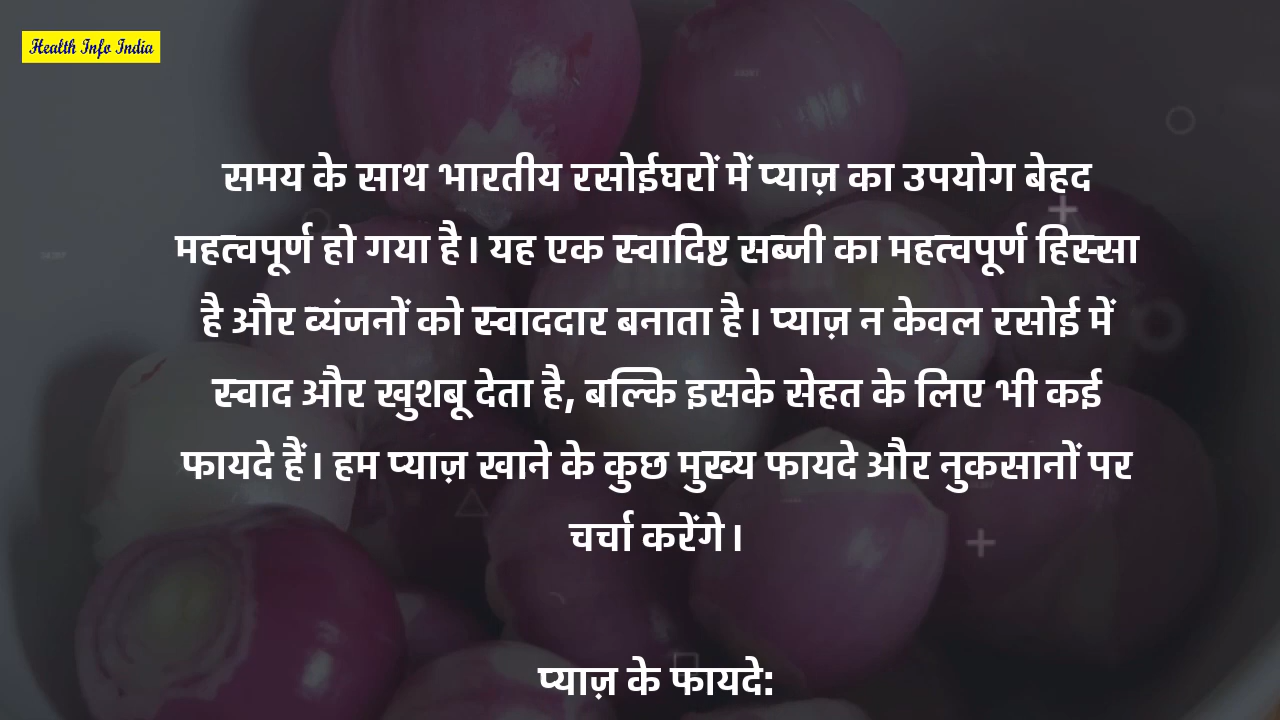 Health Info India
समय के साथ भारतीय रसोईघरों में प्याज़ का उपयोग बेहद
महत्वपूर्ण हो गया है। यह एक स्वादिष्ट सब्जी का महत्वपूर्ण हिस्सा
है और व्यंजनों को स्वाददार बनाता है। प्याज़ न केवल रसोई में
स्वाद और खुशबू देता है, बल्कि इसके सेहत के लिए भी कई
फायदे हैं। हम प्याज़ खाने के कुछ मुख्य फायदे और नुकसानों पर
चर्चा करेंगे।
प्याज़ के फायदे: